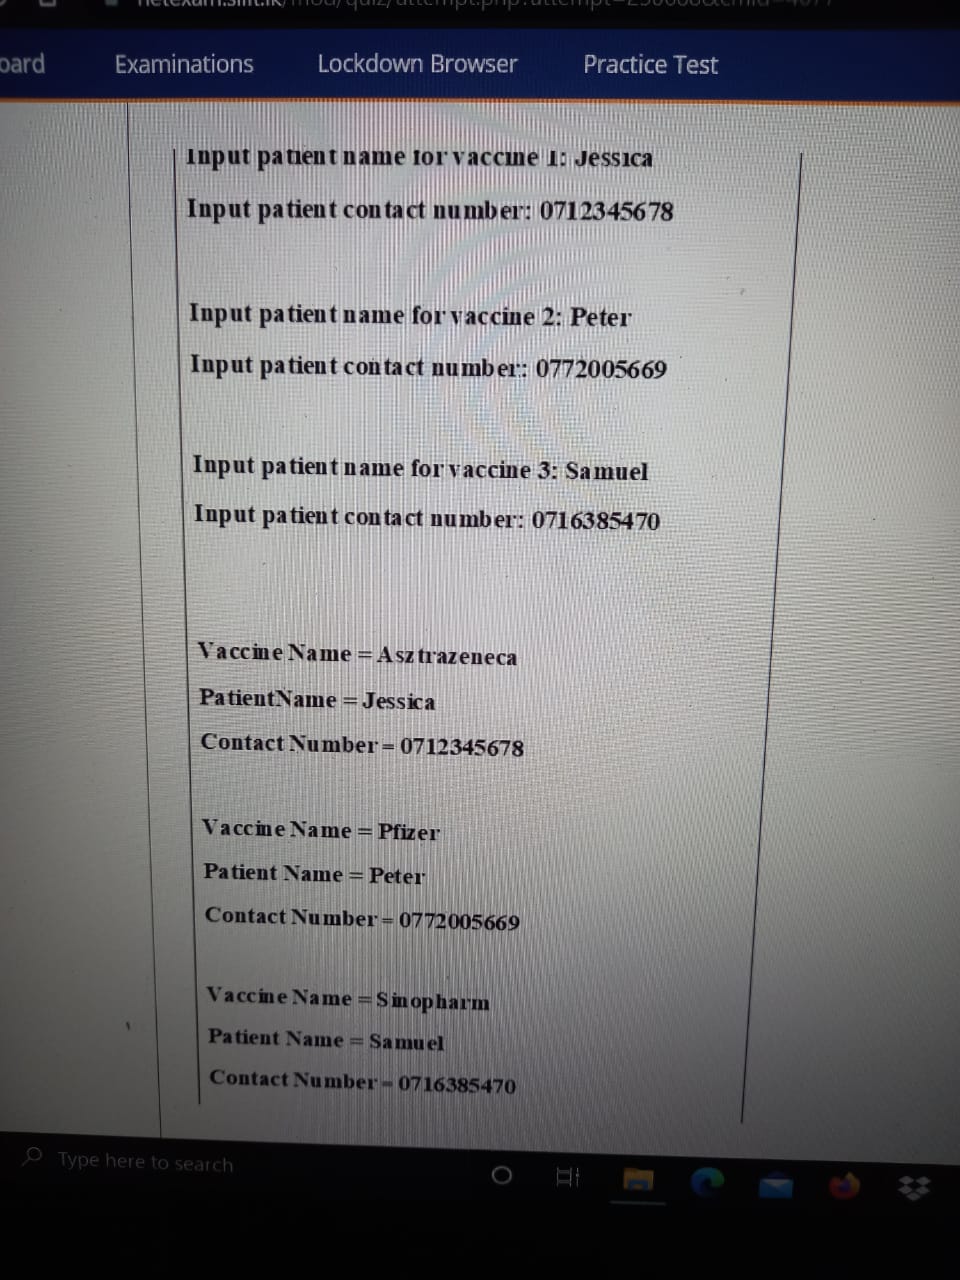 oard Examinations Lockdown Browser Practice Test
Input patient name for vaccine 1: Jessica
Input patient contact number: 0712345678
Input patient name for vaccine 2: Peter
Input patient contact number: 0772005669
Input patient name for vaccine 3: Samuel
Input patient contact number: 0716385470
Vaccine Name = Asztrazeneca
PatientName = Jessica
Contact Number = 0712345678
Vaccine Name = Pfizer
Patient Name = Peter
Contact Number = 0772005669
Vaccine Name = Sinopharm
Patient Name = Samuel
Contact Number = 0716385470
Type here to search